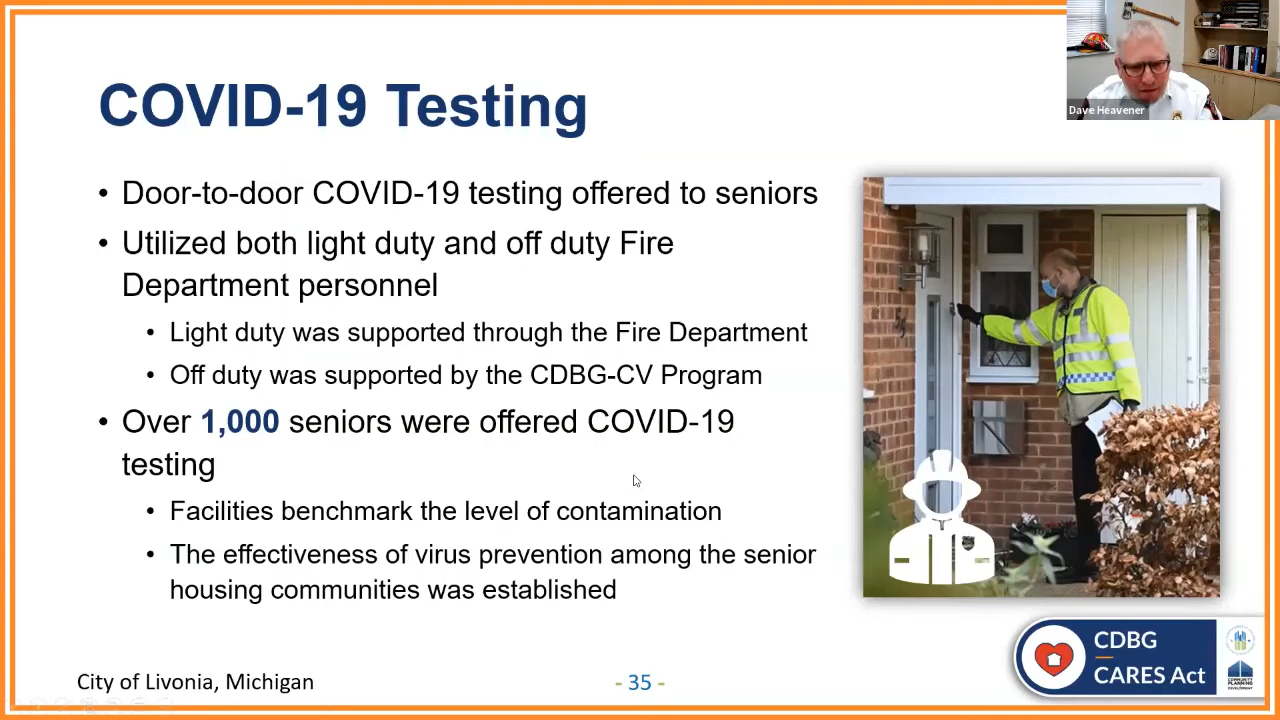 COVID-19 Testing
Dave Heavener
• Door-to-door COVID-19 testing offered to seniors
• Utilized both light duty and off duty Fire
Department personnel
• Light duty was supported through the Fire Department
• Off duty was supported by the CDBG-CV Program
• Over 1,000 seniors were offered COVID-19
testing
• Facilities benchmark the level of contamination
• The effectiveness of virus prevention among the senior
housing communities was established
CDBG
CARES Act
COMMUNITY
PLANNING
DEVELOPMENT
City of Livonia, Michigan
- 35 -